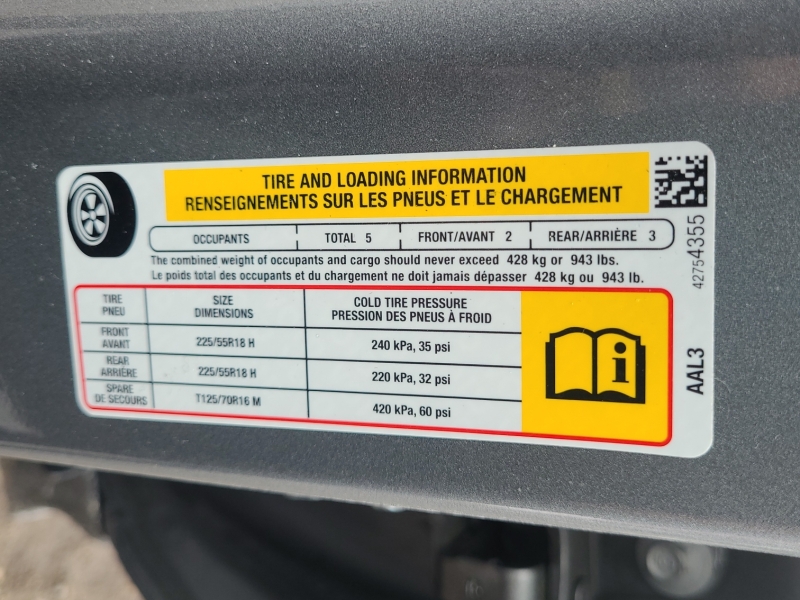 TIRE AND LOADING INFORMATION
RENSEIGNEMENTS SUR LES PNEUS ET LE CHARGEMENT
OCCUPANTS TOTAL 5 FRONT/AVANT 2 REAR/ARRIÈRE 3
The combined weight of occupants and cargo should never exceed 428 kg or 943 lbs.
Le poids total des occupants et du chargement ne doit jamais dépasser 428 kg ou 943 lb.
TIRE SIZE COLD TIRE PRESSURE
PNEU DIMENSIONS PRESSION DES PNEUS À FROID
FRONT
AVANT 225/55R18 H 240 kPa, 35 psi
REAR
ARRIÈRE 225/55R18 H 220 kPa, 32 psi
SPARE
DE SECOURS T125/70R16 M 420 kPa, 60 psi
i
42754355
AAL3